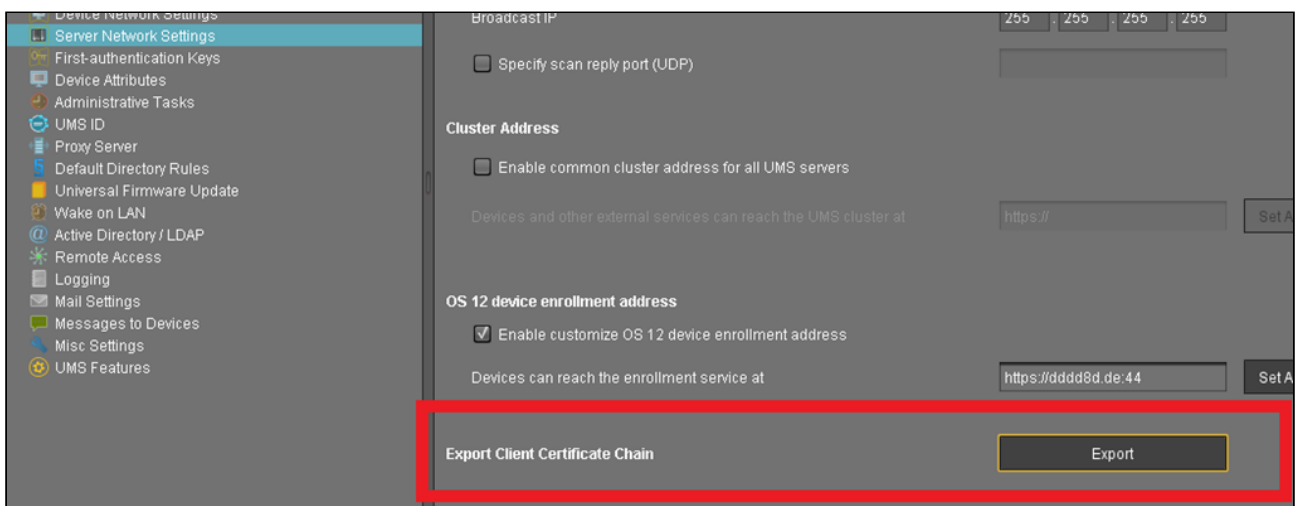 Device Network Settings
Server Network Settings
First-authentication Keys
Device Attributes
Administrative Tasks
UMS ID
Proxy Server
Default Directory Rules
Universal Firmware Update
Wake on LAN
Active Directory / LDAP
Remote Access
Logging
Mail Settings
Messages to Devices
Misc Settings
UMS Features
Broadcast IP 255 . 255 . 255 . 255
Specify scan reply port (UDP)
Cluster Address
Enable common cluster address for all UMS servers
Devices and other external services can reach the UMS cluster at https:// Set A
OS 12 device enrollment address
Enable customize OS 12 device enrollment address
Devices can reach the enrollment service at https://dddd8d.de:44 Set A
Export Client Certificate Chain Export